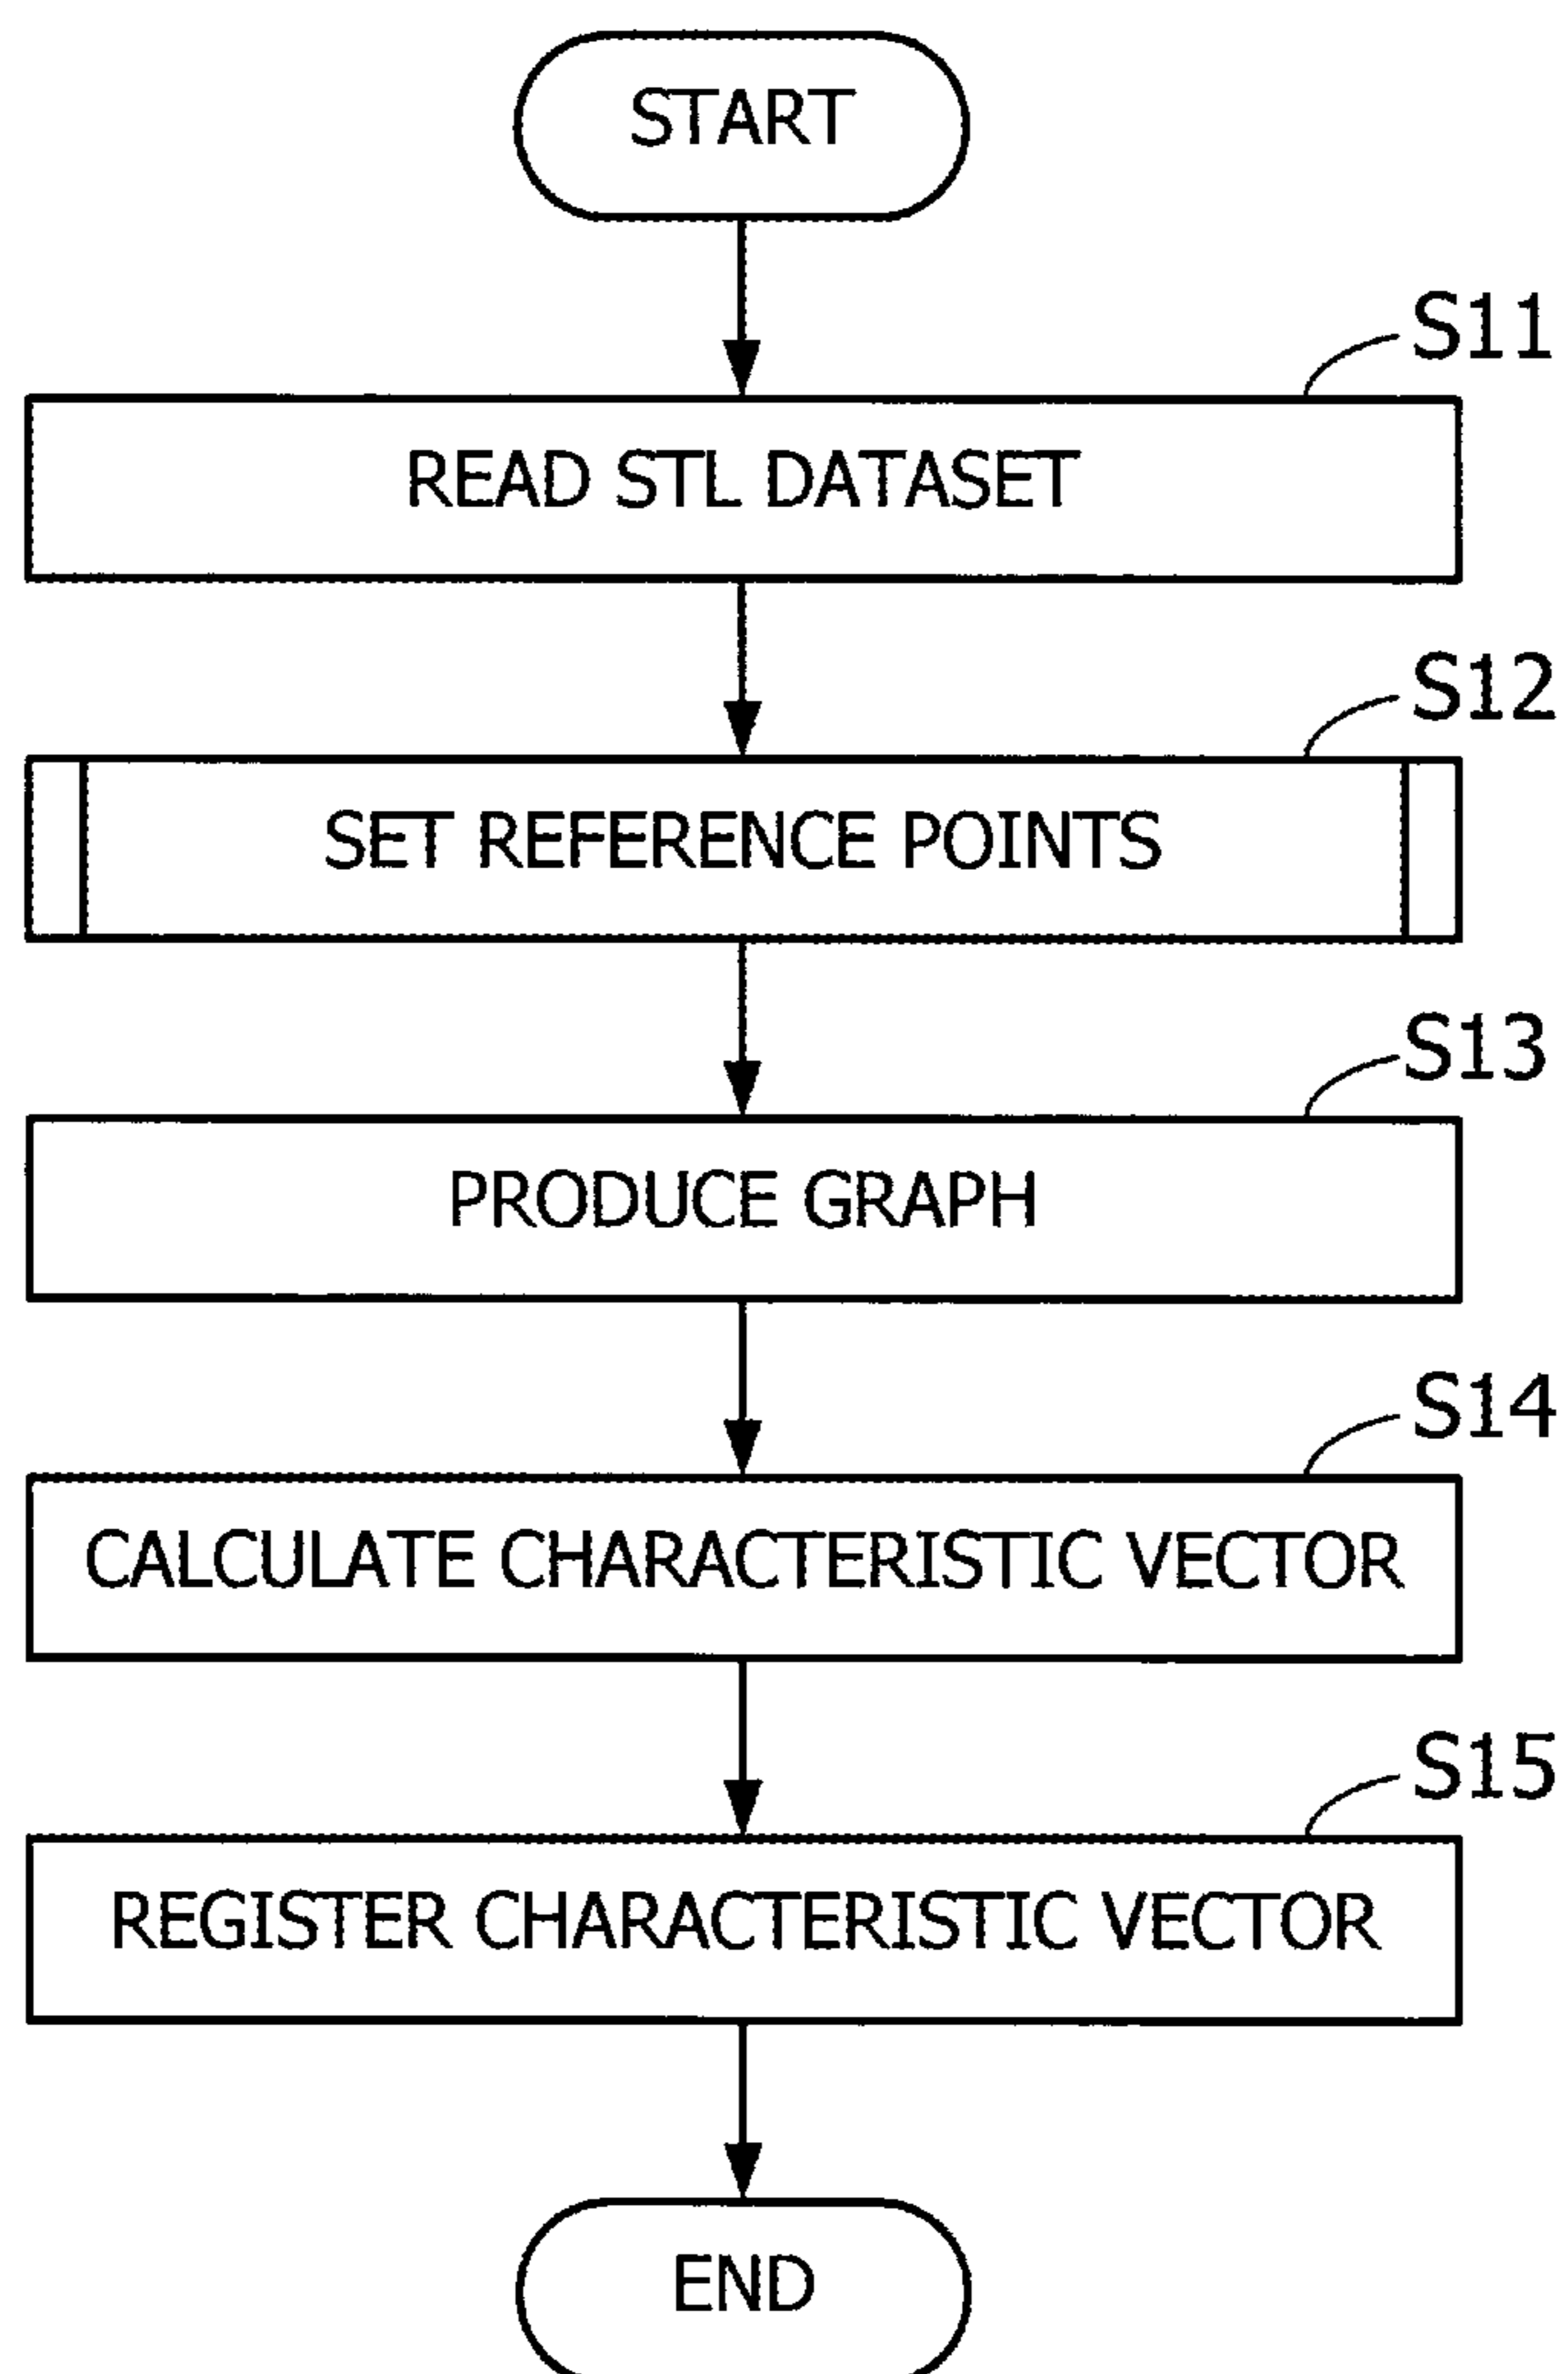 START
S11
READ STL DATASET
S12
SET REFERENCE POINTS
S13
PRODUCE GRAPH
S14
CALCULATE CHARACTERISTIC VECTOR
S15
REGISTER CHARACTERISTIC VECTOR
END